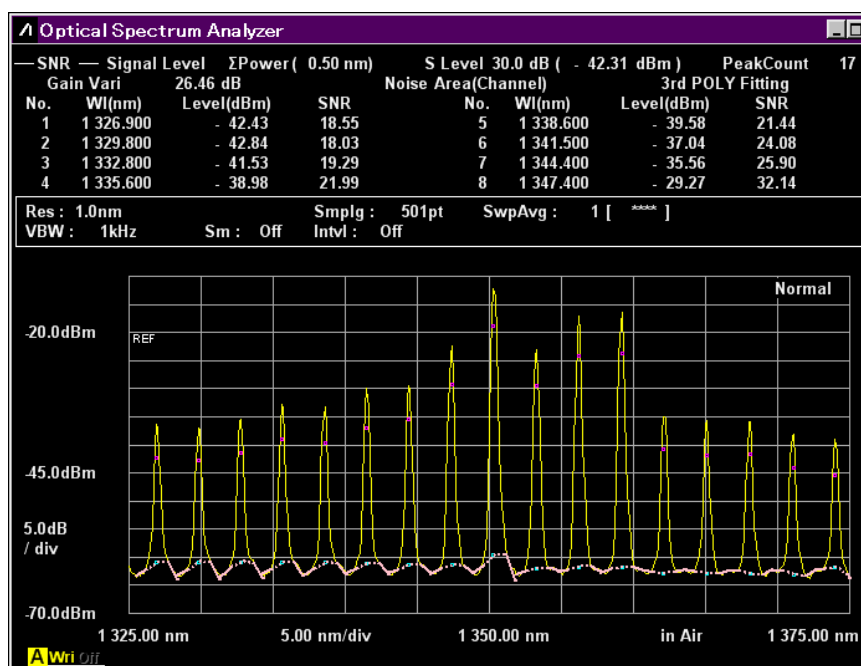 Optical Spectrum Analyzer
SNR Signal Level ΣPower( 0.50 nm) S Level 30.0 dB ( - 42.31 dBm ) PeakCount 17
Gain Vari 26.46 dB Noise Area(Channel) 3rd POLY Fitting
No. Wl(nm) Level(dBm) SNR No. Wl(nm) Level(dBm) SNR
1 1 326.900 - 42.43 18.55 5 1 338.600 - 39.58 21.44
2 1 329.800 - 42.84 18.03 6 1 341.500 - 37.04 24.08
3 1 332.800 - 41.53 19.29 7 1 344.400 - 35.56 25.90
4 1 335.600 - 38.98 21.99 8 1 347.400 - 29.27 32.14
Res : 1.0nm Smplg : 501pt SwpAvg : 1 [ **** ]
VBW : 1kHz Sm : Off Intvl : Off
Normal
-20.0dBm
REF
-45.0dBm
5.0dB
/ div
-70.0dBm
1 325.00 nm 5.00 nm/div 1 350.00 nm in Air 1 375.00 nm
A Wri Off